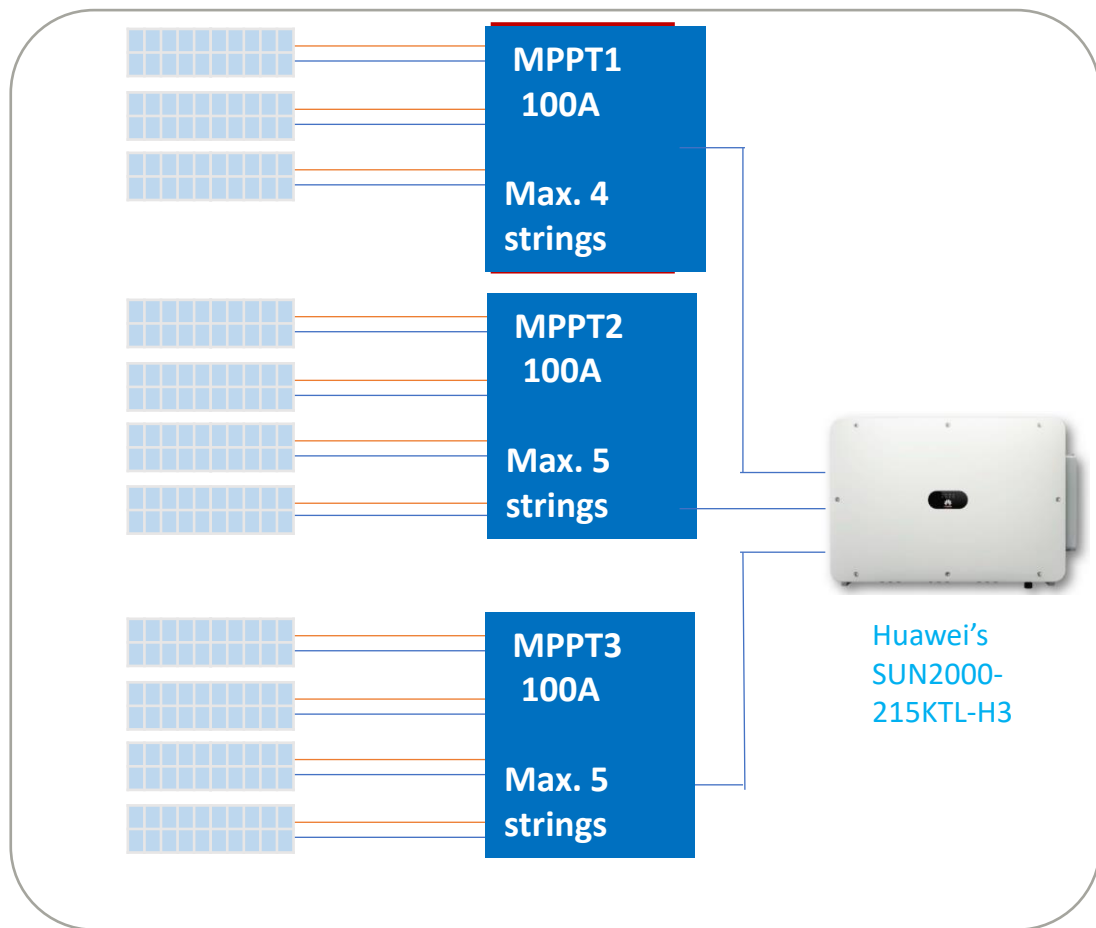 MPPT1
100A
Max. 4
strings
MPPT2
100A
Max. 5
strings
MPPT3
100A
Max. 5
strings
Huawei’s
SUN2000-
215KTL-H3